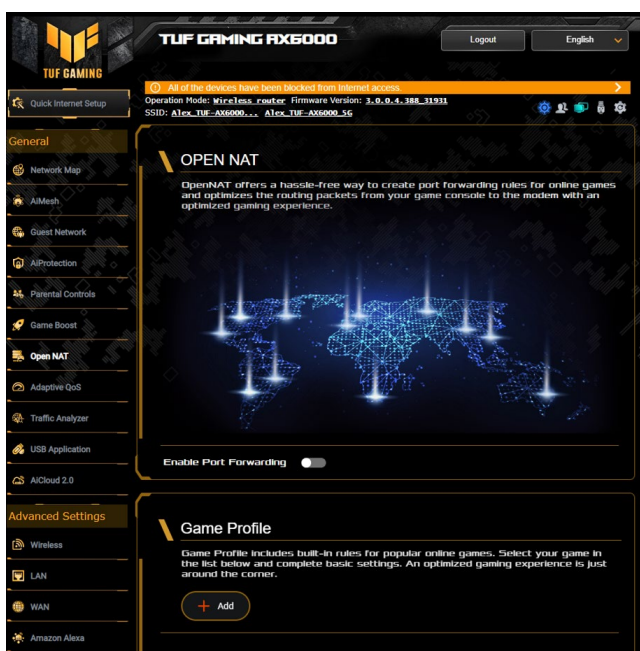 TUF GAMING AX6000
Logout
English
TUF GAMING
All of the devices have been blocked from Internet access.
Quick Internet Setup
Operation Mode: Wireless router Firmware Version: 3.0.0.4.388_31931
SSID: Alex_TUF-AX6000... Alex_TUF-AX6000_5G
General
Network Map
AiMesh
Guest Network
AiProtection
Parental Controls
Game Boost
Open NAT
Adaptive QoS
Traffic Analyzer
USB Application
AiCloud 2.0
Advanced Settings
Wireless
LAN
WAN
Amazon Alexa
OPEN NAT
OpenNAT offers a hassle-free way to create port forwarding rules for online games
and optimizes the routing packets from your game console to the modem with an
optimized gaming experience.
Enable Port Forwarding
Game Profile
Game Profile includes built-in rules for popular online games. Select your game in
the list below and complete basic settings. An optimized gaming experience is just
around the corner.
Add